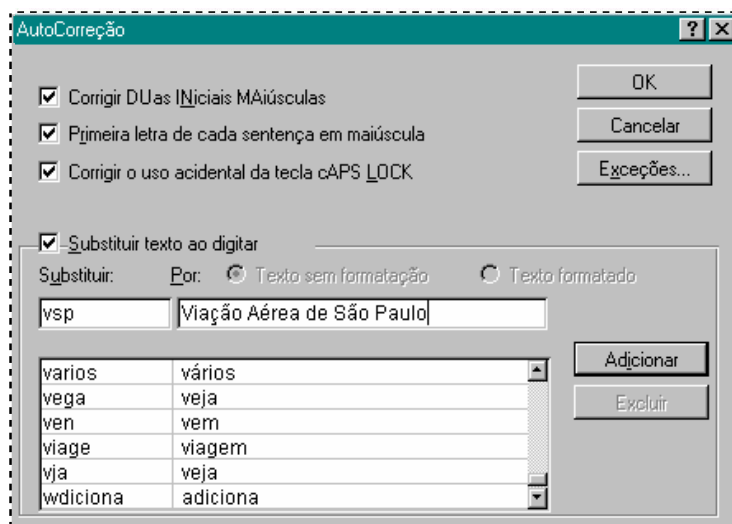 AutoCorreção
Corrigir DUas INiciais MAiúsculas
OK
Primeira letra de cada sentença em maiúscula
Cancelar
Corrigir o uso acidental da tecla cAPS LOCK
Exceções...
Substituir texto ao digitar
Substituir: Por: Texto sem formatação Texto formatado
vsp Viação Aérea de São Paulo
Adicionar
varios vários
vega veja
Excluir
ven vem
viage viagem
vja veja
wdiciona adiciona